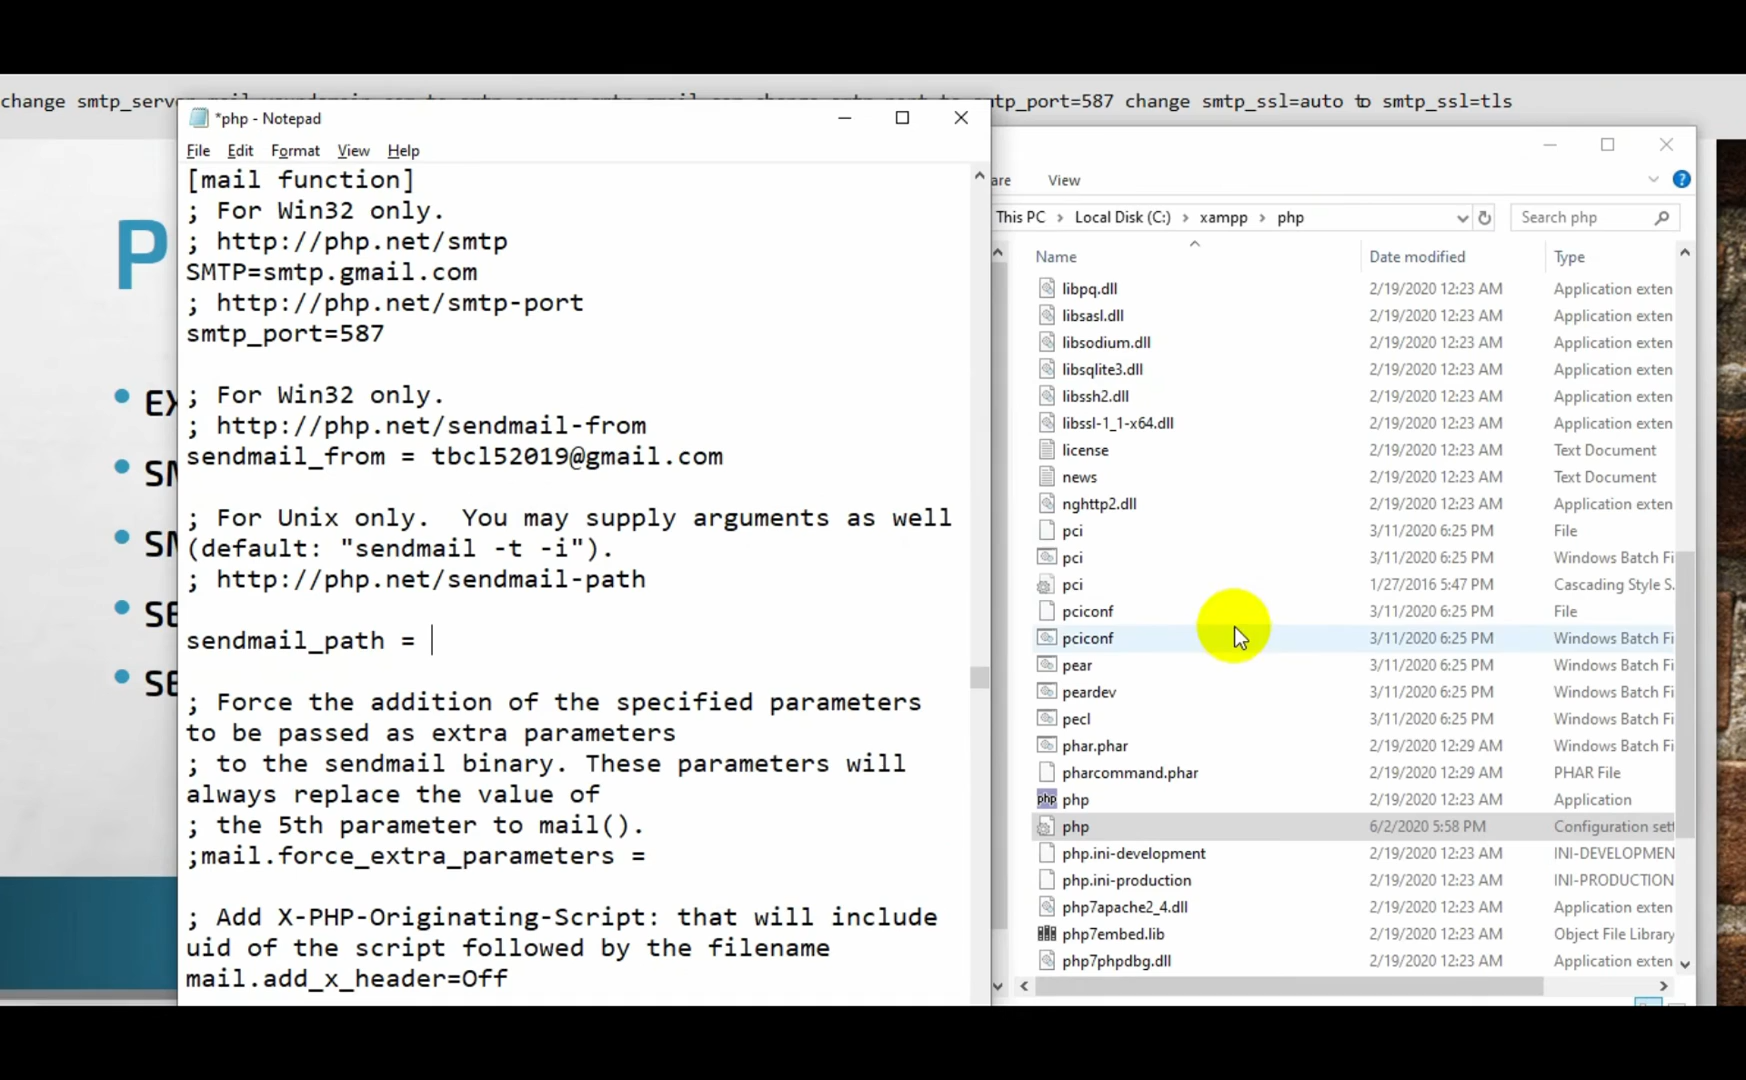 change smtp_serv
tp_port=587 change smtp_ssl=auto to smtp_ssl=tls
*php - Notepad
File Edit Format View Help
[mail function]
; For Win32 only.
; http://php.net/smtp
SMTP=smtp.gmail.com
; http://php.net/smtp-port
smtp_port=587
; For Win32 only.
; http://php.net/sendmail-from
sendmail_from = tbcl52019@gmail.com
; For Unix only.  You may supply arguments as well
(default: "sendmail -t -i").
; http://php.net/sendmail-path
sendmail_path =
; Force the addition of the specified parameters
to be passed as extra parameters
; to the sendmail binary. These parameters will
always replace the value of
; the 5th parameter to mail().
;mail.force_extra_parameters =
; Add X-PHP-Originating-Script: that will include
uid of the script followed by the filename
mail.add_x_header=Off
P
EX
SM
SM
SE
SE
are View
This PC > Local Disk (C:) > xampp > php
Search php
Name Date modified Type
libpq.dll 2/19/2020 12:23 AM Application exten
libsasl.dll 2/19/2020 12:23 AM Application exten
libsodium.dll 2/19/2020 12:23 AM Application exten
libsqlite3.dll 2/19/2020 12:23 AM Application exten
libssh2.dll 2/19/2020 12:23 AM Application exten
libssl-1_1-x64.dll 2/19/2020 12:23 AM Application exten
license 2/19/2020 12:23 AM Text Document
news 2/19/2020 12:23 AM Text Document
nghttp2.dll 2/19/2020 12:23 AM Application exten
pci 3/11/2020 6:25 PM File
pci 3/11/2020 6:25 PM Windows Batch Fi
pci 1/27/2016 5:47 PM Cascading Style S.
pciconf 3/11/2020 6:25 PM File
pciconf 3/11/2020 6:25 PM Windows Batch Fi
pear 3/11/2020 6:25 PM Windows Batch Fi
peardev 3/11/2020 6:25 PM Windows Batch Fi
pecl 3/11/2020 6:25 PM Windows Batch Fi
phar.phar 2/19/2020 12:29 AM Windows Batch Fi
pharcommand.phar 2/19/2020 12:29 AM PHAR File
php php 2/19/2020 12:23 AM Application
php 6/2/2020 5:58 PM Configuration sett
php.ini-development 2/19/2020 12:23 AM INI-DEVELOPMEN
php.ini-production 2/19/2020 12:23 AM INI-PRODUCTION
php7apache2_4.dll 2/19/2020 12:23 AM Application exten
php7embed.lib 2/19/2020 12:23 AM Object File Library
php7phpdbg.dll 2/19/2020 12:23 AM Application exten